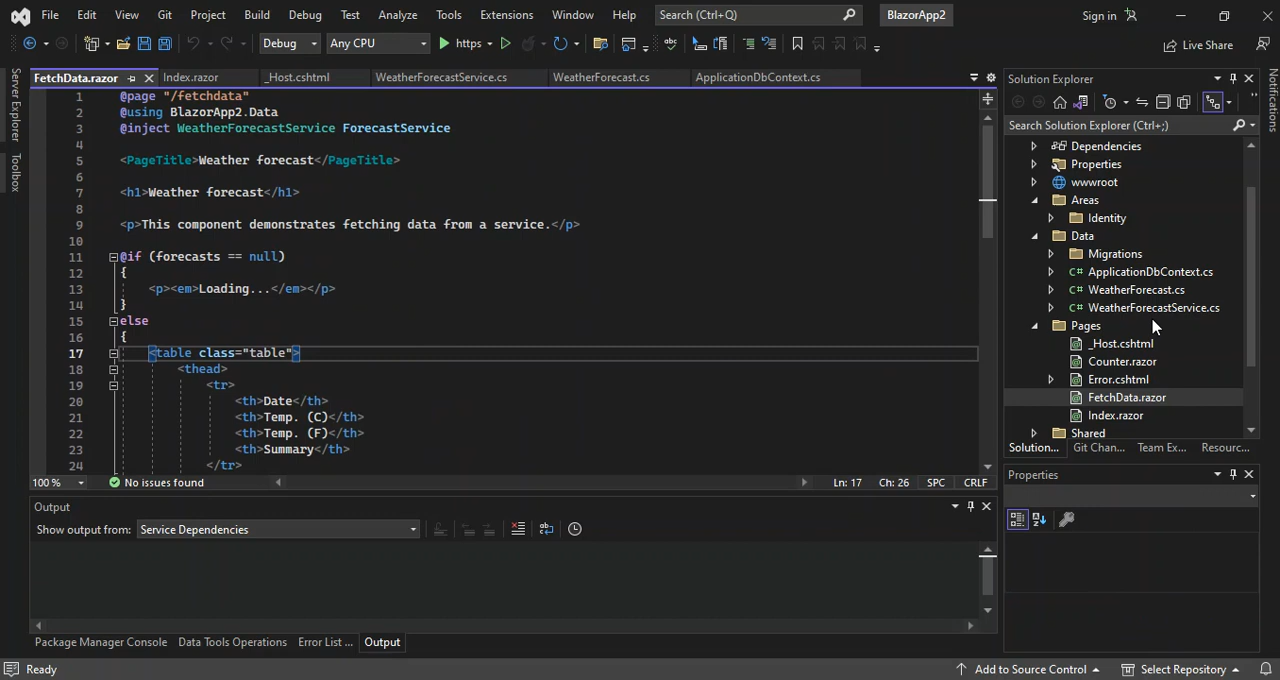 File Edit View Git Project Build Debug Test Analyze Tools Extensions Window Help Search (Ctrl+Q) BlazorApp2 Sign in
Debug Any CPU https Live Share
Server Explorer
Toolbox
FetchData.razor Index.razor _Host.cshtml WeatherForecastService.cs WeatherForecast.cs ApplicationDbContext.cs
1 @page "/fetchdata"
2 @using BlazorApp2.Data
3 @inject WeatherForecastService ForecastService
4
5 <PageTitle>Weather forecast</PageTitle>
6
7 <h1>Weather forecast</h1>
8
9 <p>This component demonstrates fetching data from a service.</p>
10
11 @if (forecasts == null)
12 {
13 <p><em>Loading...</em></p>
14 }
15 else
16 {
17 <table class="table">
18 <thead>
19 <tr>
20 <th>Date</th>
21 <th>Temp. (C)</th>
22 <th>Temp. (F)</th>
23 <th>Summary</th>
24 </tr>
100 % No issues found Ln: 17 Ch: 26 SPC CRLF
Output
Show output from: Service Dependencies
Package Manager Console Data Tools Operations Error List ... Output
Solution Explorer
Search Solution Explorer (Ctrl+;)
Dependencies
Properties
wwwroot
Areas
Identity
Data
Migrations
C# ApplicationDbContext.cs
C# WeatherForecast.cs
C# WeatherForecastService.cs
Pages
_Host.cshtml
Counter.razor
Error.cshtml
FetchData.razor
Index.razor
Shared
Solution... Git Chan... Team Ex... Resourc...
Properties
Notifications
Ready Add to Source Control Select Repository